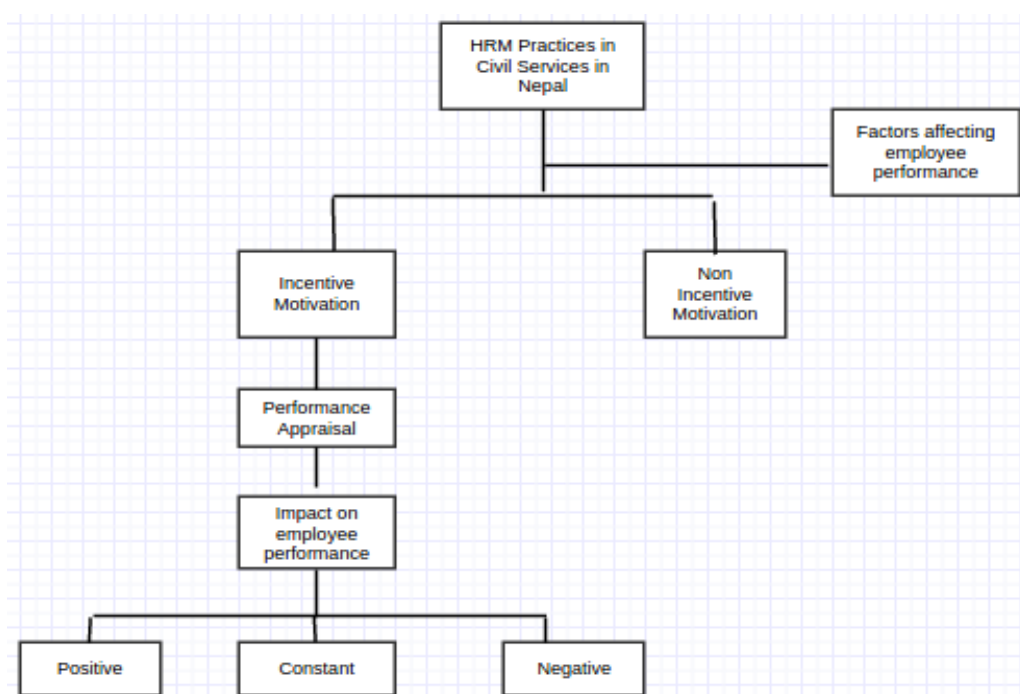 HRM Practices in
Civil Services in
Nepal
Factors affecting
employee
performance
Incentive
Motivation
Non
Incentive
Motivation
Performance
Appraisal
Impact on
employee
performance
Positive
Constant
Negative